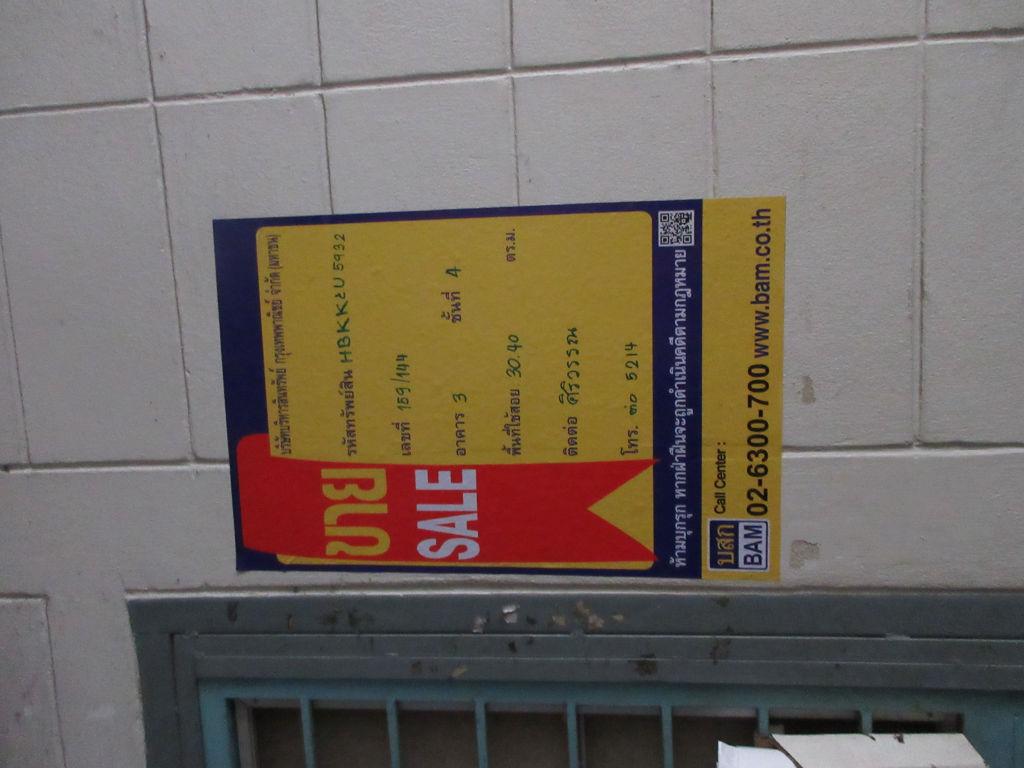 ขาย
SALE
บริษัทบริหารสินทรัพย์ กรุงเทพพาณิชย์ จำกัด (มหาชน)
รหัสทรัพย์สิน HBKKCU5932
เลขที่ 159/144
อาคาร 3 ชั้นที่ 4
พื้นที่ใช้สอย 30.40 ตร.ม.
ติดต่อ ศิริวรรณ
โทร. ต่อ 5214
ห้ามบุกรุก หากฝ่าฝืนจะถูกดำเนินคดีตามกฎหมาย
บสก
BAM
Call Center :
02-6300-700 www.bam.co.th